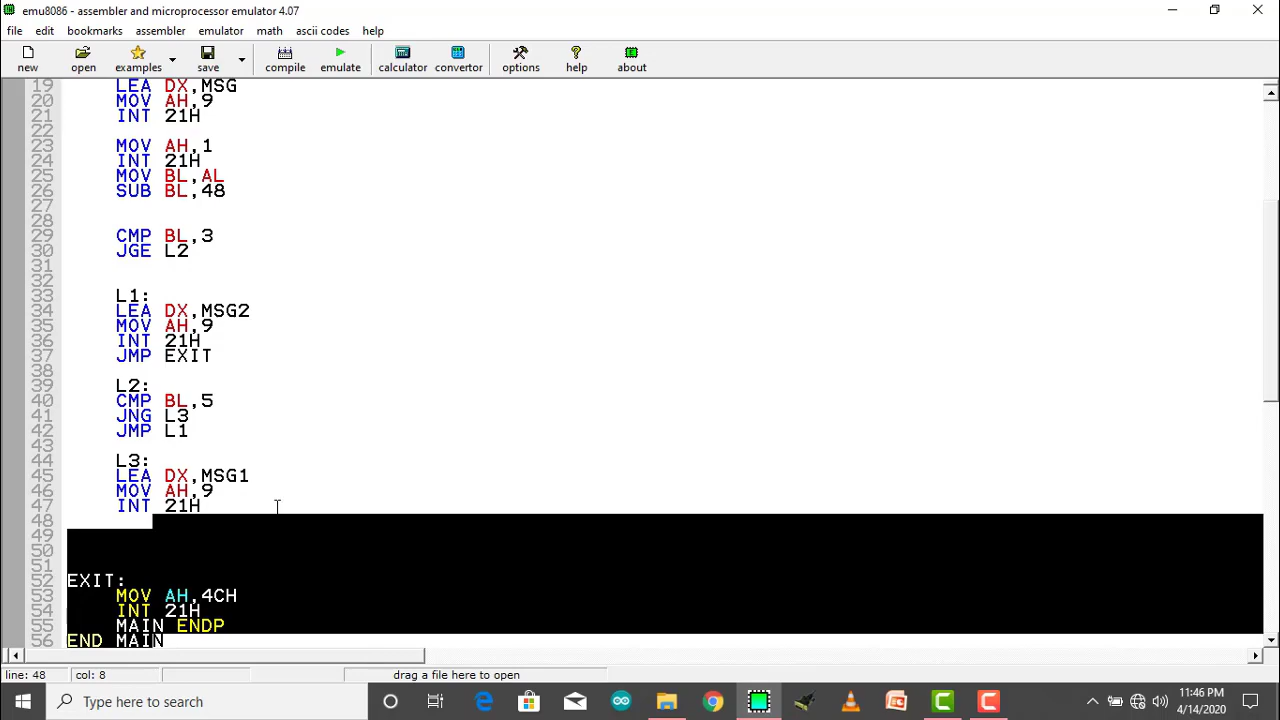 emu8086 - assembler and microprocessor emulator 4.07
file edit bookmarks assembler emulator math ascii codes help
new open examples save compile emulate calculator convertor options help about
19 LEA DX,MSG
20 MOV AH,9
21 INT 21H
22
23 MOV AH,1
24 INT 21H
25 MOV BL,AL
26 SUB BL,48
27
28
29 CMP BL,3
30 JGE L2
31
32
33 L1:
34 LEA DX,MSG2
35 MOV AH,9
36 INT 21H
37 JMP EXIT
38
39 L2:
40 CMP BL,5
41 JNG L3
42 JMP L1
43
44 L3:
45 LEA DX,MSG1
46 MOV AH,9
47 INT 21H
48
49
50
51
52 EXIT:
53 MOV AH,4CH
54 INT 21H
55 MAIN ENDP
56 END MAIN
line: 48 col: 8 drag a file here to open
Type here to search
11:46 PM
4/14/2020